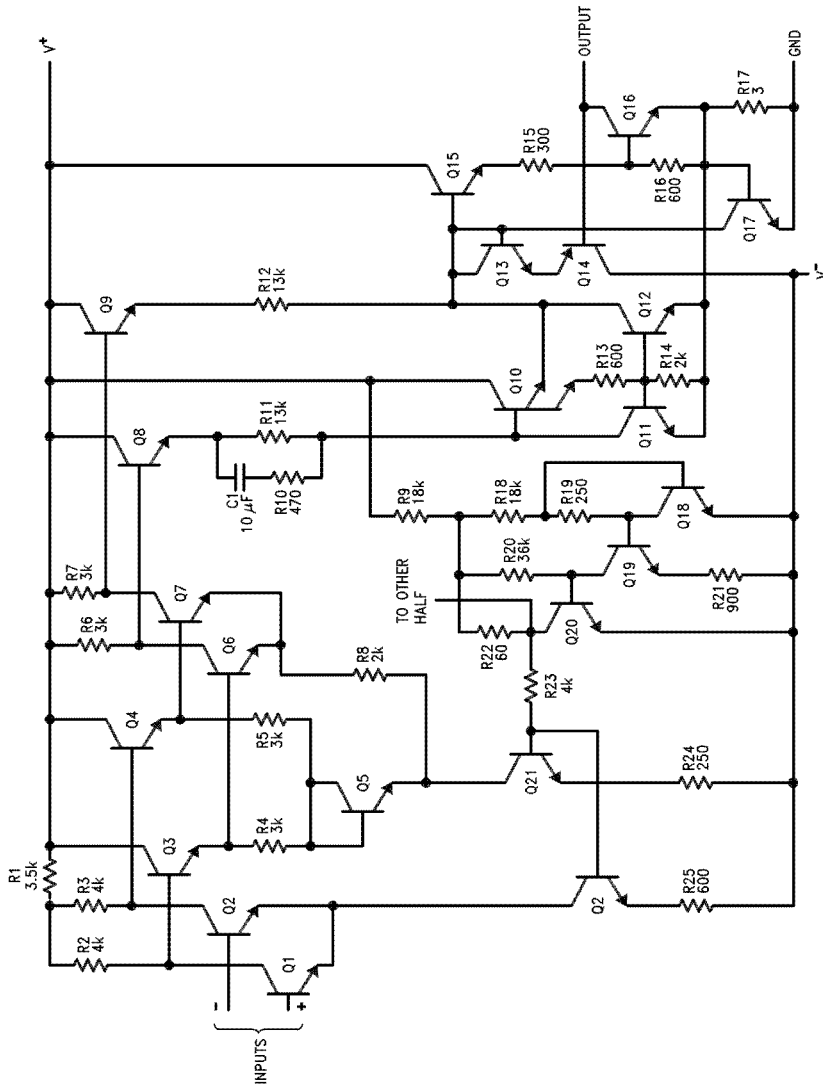 V+
R1
3.5k
R2
4k
R3
4k
R6
3k
R7
3k
Q4
Q3
Q2
Q1
-
+
INPUTS
R4
3k
R5
3k
Q5
Q6
Q7
R8
2k
Q8
C1
10 μF
R10
470
R11
13k
Q9
R12
13k
Q10
R13
600
R14
2k
Q11
Q12
Q13
Q14
Q15
R15
300
R16
600
Q16
Q17
R17
3
OUTPUT
GND
V-
R9
18k
R18
18k
R19
250
Q18
R20
36k
Q19
R21
900
Q20
R22
60
TO OTHER
HALF
R23
4k
Q21
R24
250
Q2
R25
600